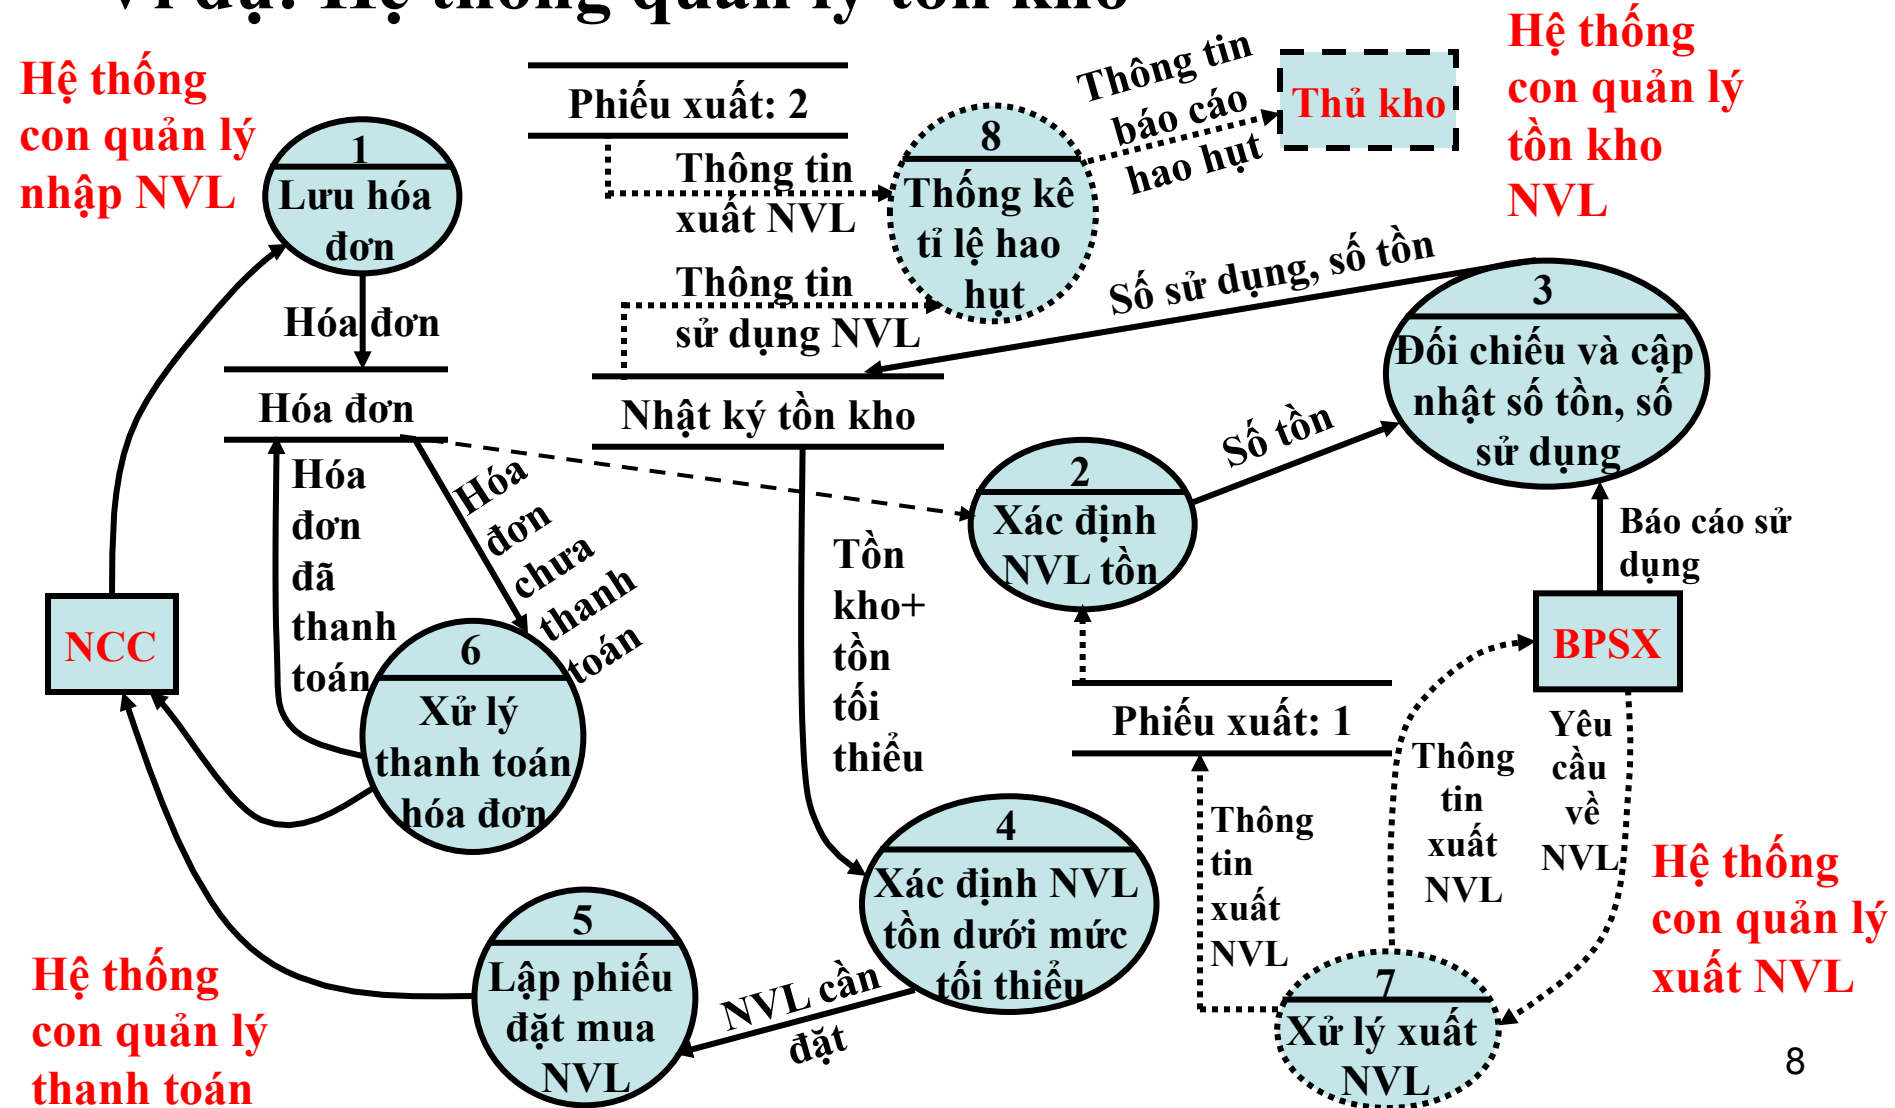 Ví dụ: Hệ thống quản lý tồn kho
Hệ thống
con quản lý
nhập NVL
1
Lưu hóa
đơn
Phiếu xuất: 2
Thông tin
xuất NVL
8
Thống kê
tỉ lệ hao
hụt
Thông tin
báo cáo
hao hụt
Thủ kho
Hệ thống
con quản lý
tồn kho
NVL
Hóa đơn
Thông tin
sử dụng NVL
Số sử dụng, số tồn
3
Đối chiếu và cập
nhật số tồn, số
sử dụng
Hóa đơn
Nhật ký tồn kho
Hóa
đơn
đã
thanh
toán
Hóa
đơn
chưa
thanh
toán
2
Xác định
NVL tồn
Số tồn
Báo cáo sử
dụng
NCC
6
Xử lý
thanh toán
hóa đơn
Tồn
kho+
tồn
tối
thiểu
Phiếu xuất: 1
BPSX
Thông
tin
xuất
NVL
Yêu
cầu
về
NVL
Thông
tin
xuất
NVL
4
Xác định NVL
tồn dưới mức
tối thiểu
Hệ thống
con quản lý
xuất NVL
5
Lập phiếu
đặt mua
NVL
NVL cần
đặt
7
Xử lý xuất
NVL
Hệ thống
con quản lý
thanh toán
8